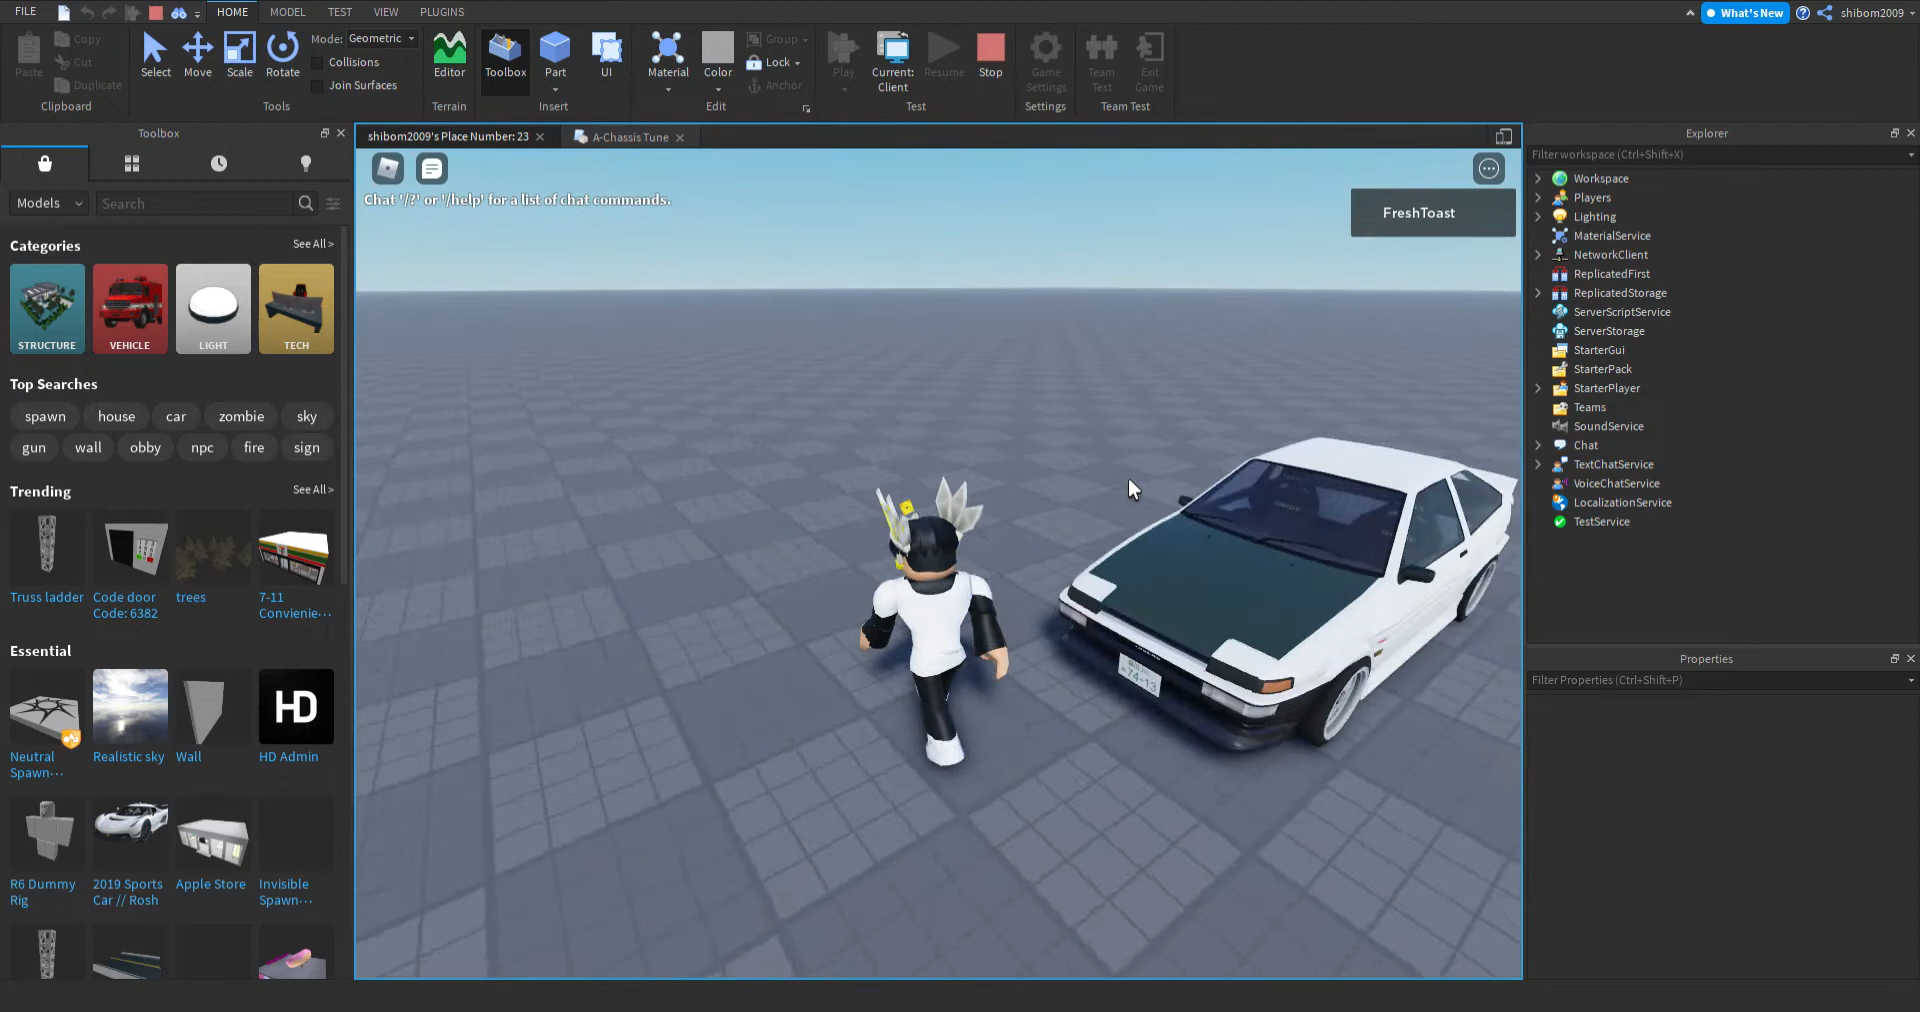 FILE HOME MODEL TEST VIEW PLUGINS What's New shibom2009
Paste Copy Cut Duplicate Clipboard
Select Move Scale Rotate Mode: Geometric Collisions Join Surfaces Tools
Editor Terrain
Toolbox Part UI Insert
Material Color Group Lock Anchor Edit
Play Current: Client Resume Stop Test
Game Settings Settings
Team Test Exit Game Team Test
Toolbox
Models Search
Categories See All >
STRUCTURE VEHICLE LIGHT TECH
Top Searches
spawn house car zombie sky
gun wall obby npc fire sign
Trending See All >
Truss ladder Code door Code: 6382 trees 7-11 Convienie...
Essential
HD
Neutral Spawn... Realistic sky Wall HD Admin
R6 Dummy Rig 2019 Sports Car // Rosh Apple Store Invisible Spawn...
shibom2009's Place Number: 23 A-Chassis Tune
Chat '/?' or '/help' for a list of chat commands.
FreshToast
74-13
Explorer
Filter workspace (Ctrl+Shift+X)
Workspace
Players
Lighting
MaterialService
NetworkClient
ReplicatedFirst
ReplicatedStorage
ServerScriptService
ServerStorage
StarterGui
StarterPack
StarterPlayer
Teams
SoundService
Chat
TextChatService
VoiceChatService
LocalizationService
TestService
Properties
Filter Properties (Ctrl+Shift+P)